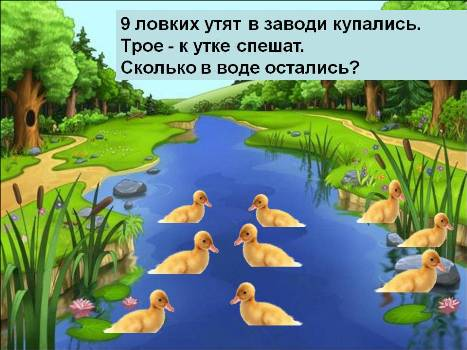 9 ловких утят в заводи купались.
Трое - к утке спешат.
Сколько в воде остались?